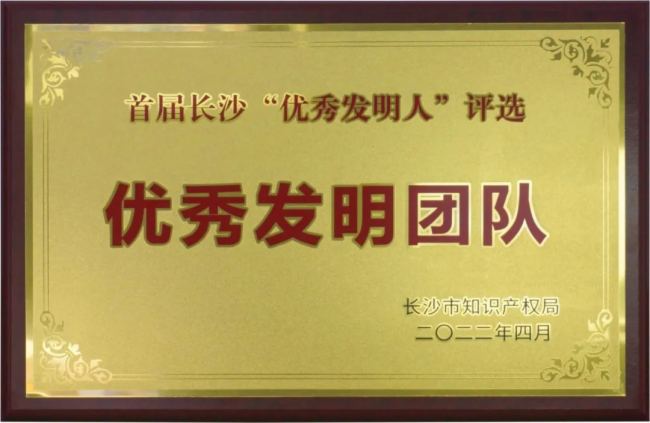 首届长沙“优秀发明人”评选
优秀发明团队
长沙市知识产权局
二〇二二年四月